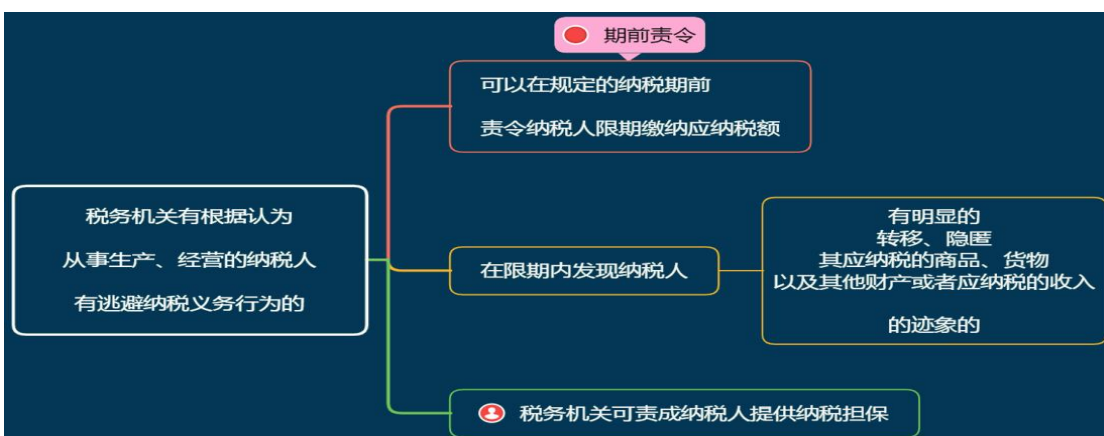 期前责令
可以在规定的纳税期前
责令纳税人限期缴纳应纳税额
税务机关有根据认为
从事生产、经营的纳税人
有逃避纳税义务行为的
在限期内发现纳税人
有明显的
转移、隐匿
其应纳税的商品、货物
以及其他财产或者应纳税的收入
的迹象的
税务机关可责成纳税人提供纳税担保